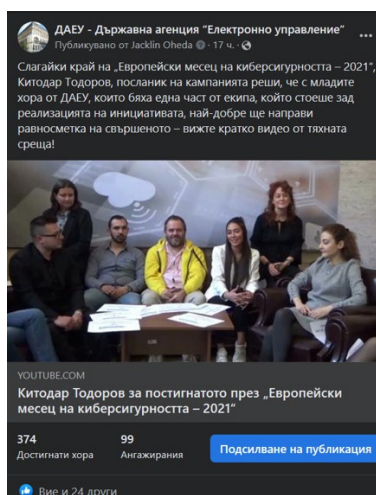 ДАЕУ - Държавна агенция "Електронно управление"
Публикувано от Jacklin Oheda · 17 ч. ·
Слагайки край на „Европейски месец на киберсигурността – 2021",
Китодар Тодоров, посланик на кампанията реши, че с младите
хора от ДАЕУ, които бяха една част от екипа, който стоеше зад
реализацията на инициативата, най-добре ще направи
равносметка на свършеното – вижте кратко видео от тяхната
среща!
YOUTUBE.COM
Китодар Тодоров за постигнатото през „Европейски
месец на киберсигурността – 2021"
374
Достигнати хора
99
Ангажирания
Подсилване на публикация
Вие и 24 други